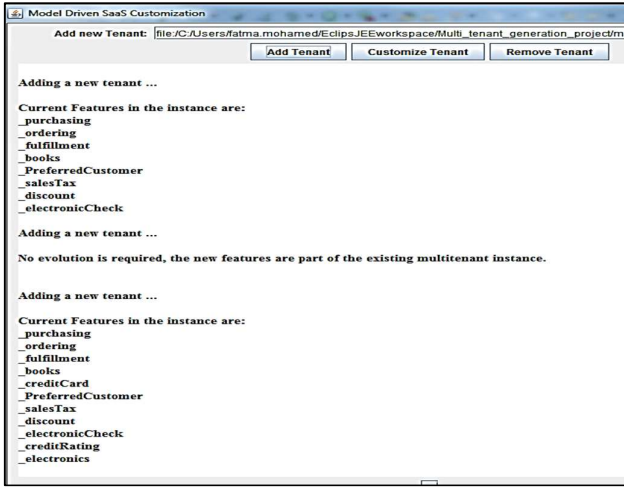 Model Driven SaaS Customization
Add new Tenant: file:/C:/Users/fatma.mohamed/EclipsJEEworkspace/Multi_tenant_generation_project/m
Add Tenant Customize Tenant Remove Tenant
Adding a new tenant ...
Current Features in the instance are:
_purchasing
_ordering
_fulfillment
_books
_PreferredCustomer
_salesTax
_discount
_electronicCheck
Adding a new tenant ...
No evolution is required, the new features are part of the existing multitenant instance.
Adding a new tenant ...
Current Features in the instance are:
_purchasing
_ordering
_fulfillment
_books
_creditCard
_PreferredCustomer
_salesTax
_discount
_electronicCheck
_creditRating
_electronics